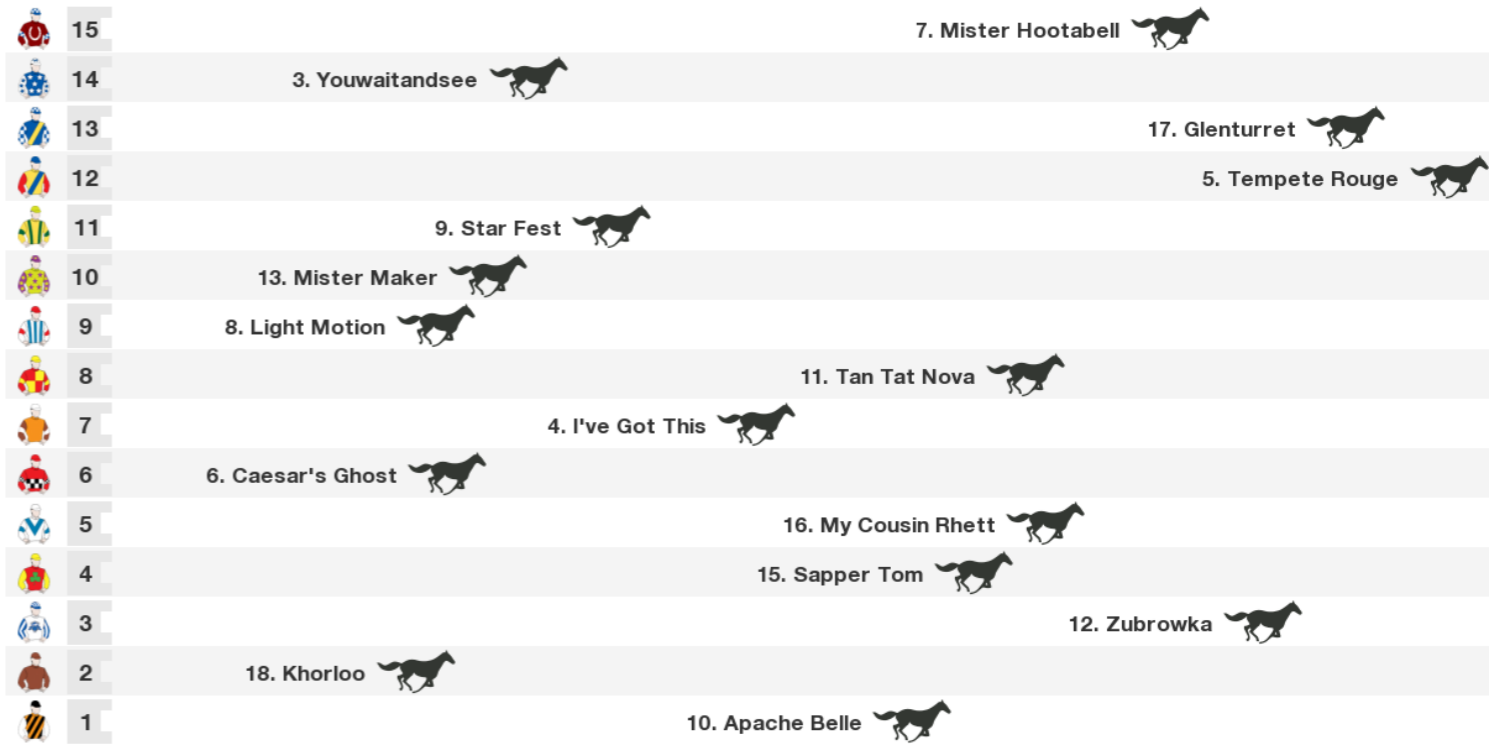 15 7. Mister Hootabell
14 3. Youwaitandsee
13 17. Glenturret
12 5. Tempete Rouge
11 9. Star Fest
10 13. Mister Maker
9 8. Light Motion
8 11. Tan Tat Nova
7 4. I've Got This
6 6. Caesar's Ghost
5 16. My Cousin Rhett
4 15. Sapper Tom
3 12. Zubrowka
2 18. Khorloo
1 10. Apache Belle